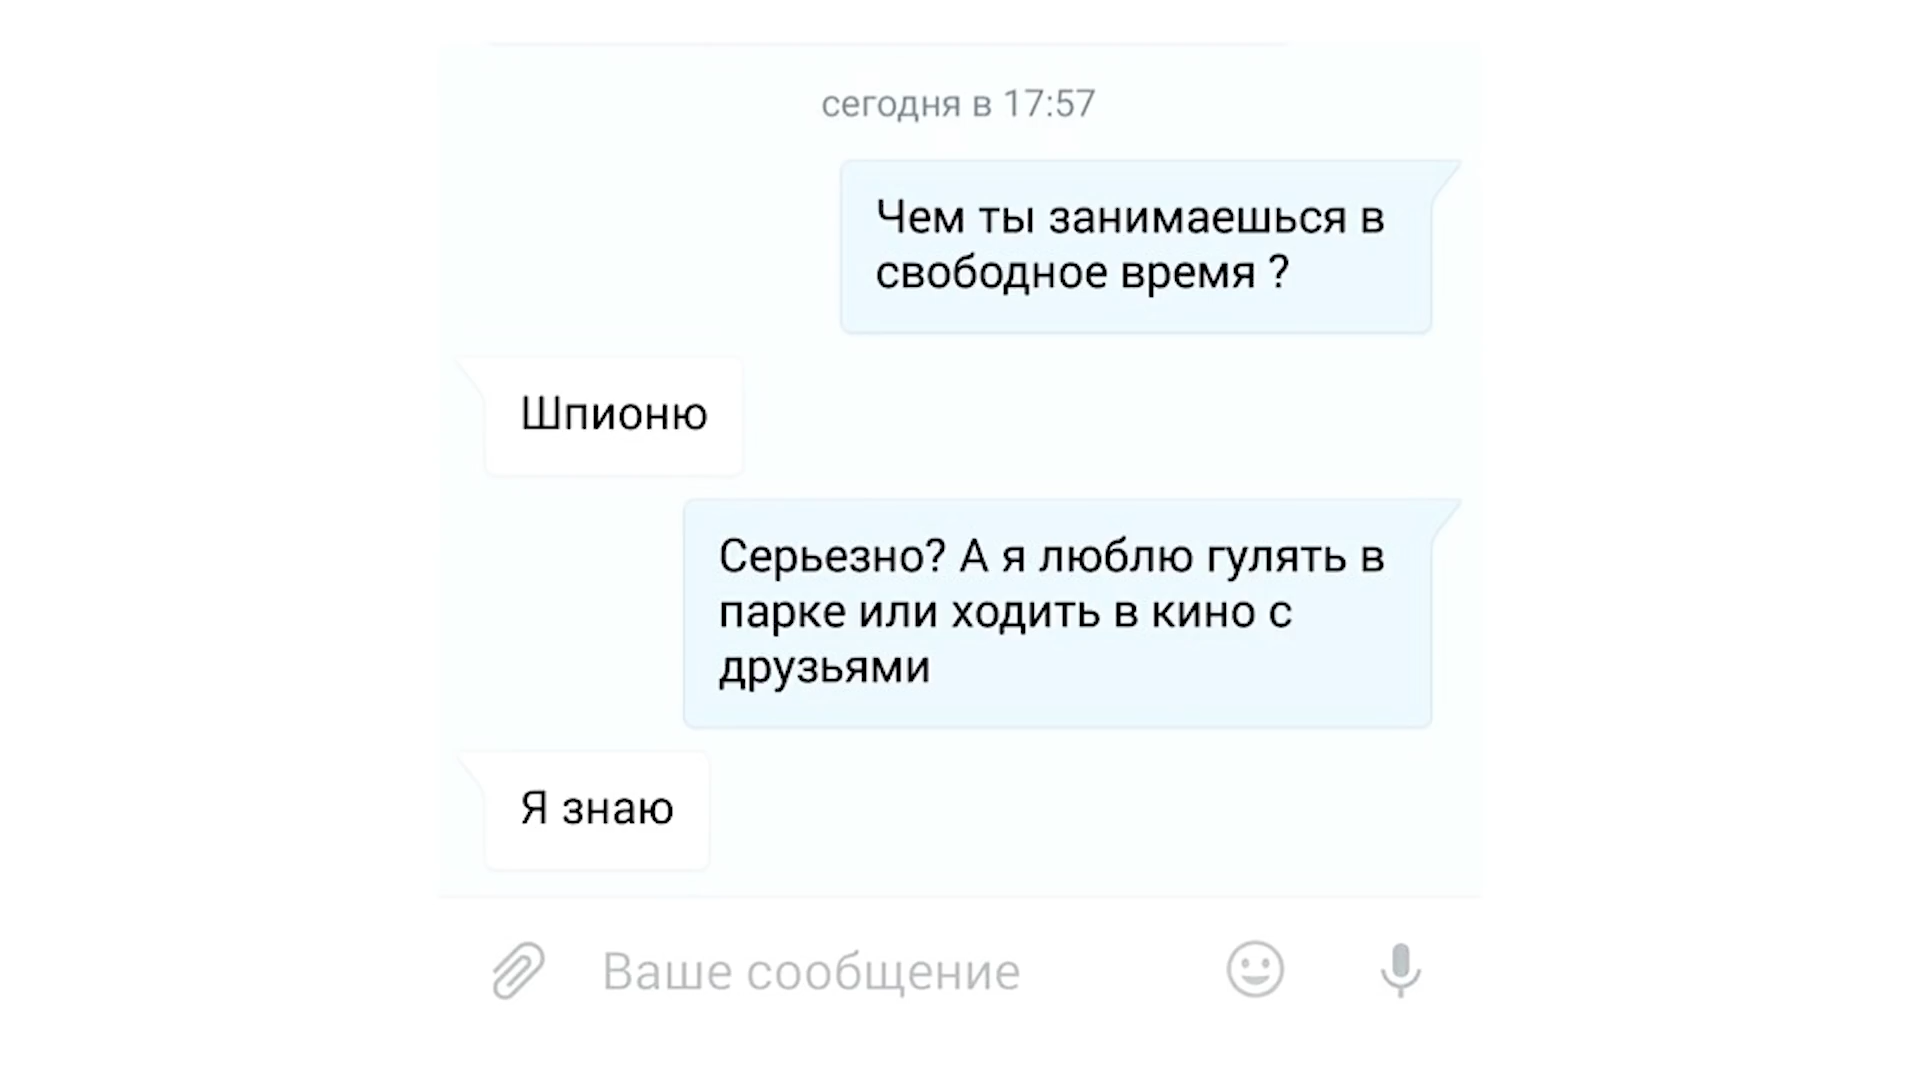 сегодня в 17:57
Чем ты занимаешься в
свободное время ?
Шпионю
Серьезно? А я люблю гулять в
парке или ходить в кино с
друзьями
Я знаю
Ваше сообщение